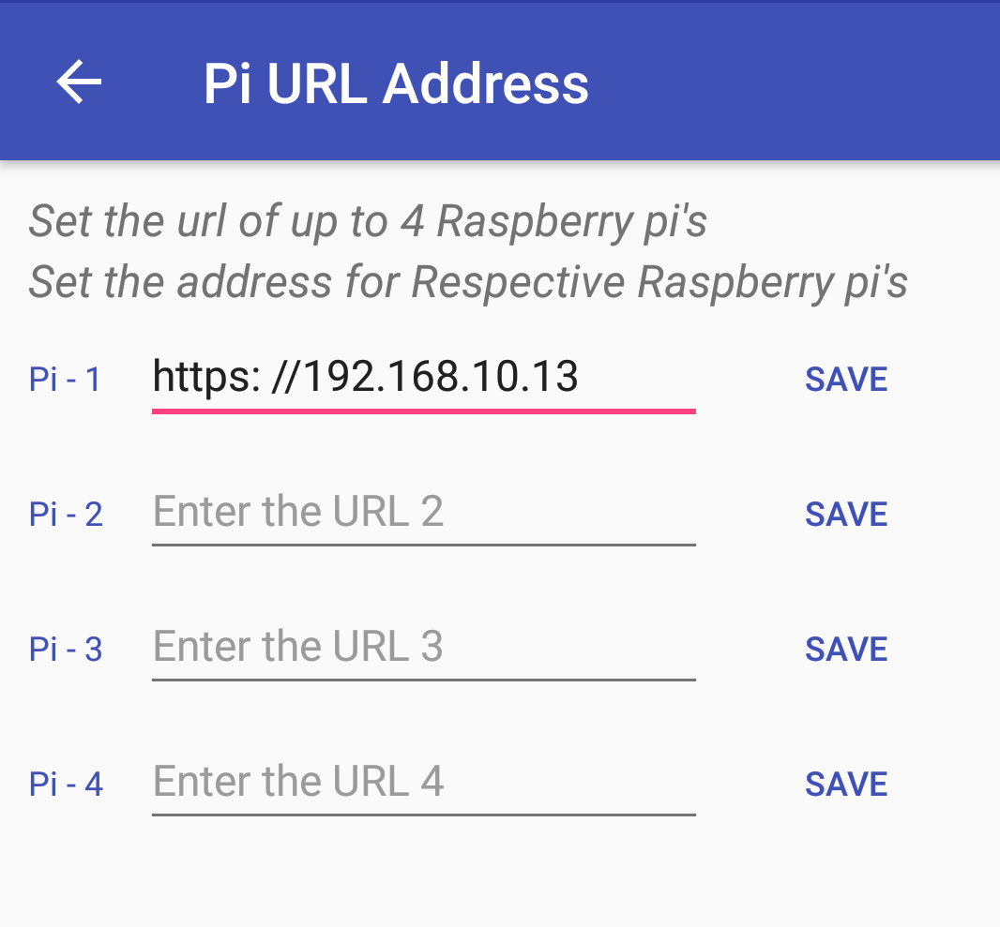 Pi URL Address
Set the url of up to 4 Raspberry pi's
Set the address for Respective Raspberry pi's
Pi - 1 https: //192.168.10.13 SAVE
Pi - 2 Enter the URL 2 SAVE
Pi - 3 Enter the URL 3 SAVE
Pi - 4 Enter the URL 4 SAVE